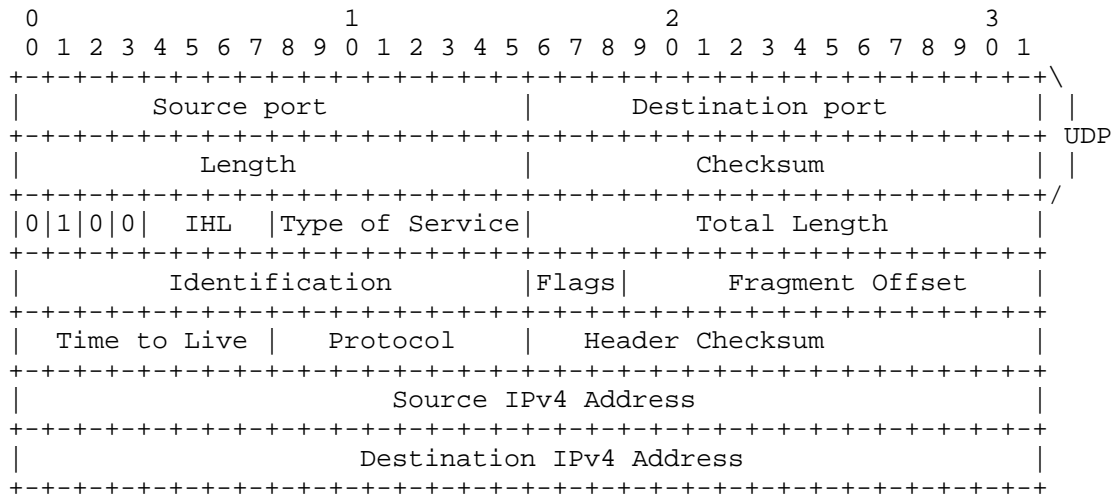 0                   1                   2                   3
 0 1 2 3 4 5 6 7 8 9 0 1 2 3 4 5 6 7 8 9 0 1 2 3 4 5 6 7 8 9 0 1
+-+-+-+-+-+-+-+-+-+-+-+-+-+-+-+-+-+-+-+-+-+-+-+-+-+-+-+-+-+-+-+-+\
|        Source port            |      Destination port         | |
+-+-+-+-+-+-+-+-+-+-+-+-+-+-+-+-+-+-+-+-+-+-+-+-+-+-+-+-+-+-+-+-+ UDP
|           Length              |          Checksum             | |
+-+-+-+-+-+-+-+-+-+-+-+-+-+-+-+-+-+-+-+-+-+-+-+-+-+-+-+-+-+-+-+-+/
|0|1|0|0|  IHL  |Type of Service|          Total Length         |
+-+-+-+-+-+-+-+-+-+-+-+-+-+-+-+-+-+-+-+-+-+-+-+-+-+-+-+-+-+-+-+-+
|         Identification        |Flags|      Fragment Offset    |
+-+-+-+-+-+-+-+-+-+-+-+-+-+-+-+-+-+-+-+-+-+-+-+-+-+-+-+-+-+-+-+-+
|  Time to Live |   Protocol    |   Header Checksum             |
+-+-+-+-+-+-+-+-+-+-+-+-+-+-+-+-+-+-+-+-+-+-+-+-+-+-+-+-+-+-+-+-+
|                       Source IPv4 Address                     |
+-+-+-+-+-+-+-+-+-+-+-+-+-+-+-+-+-+-+-+-+-+-+-+-+-+-+-+-+-+-+-+-+
|                     Destination IPv4 Address                  |
+-+-+-+-+-+-+-+-+-+-+-+-+-+-+-+-+-+-+-+-+-+-+-+-+-+-+-+-+-+-+-+-+